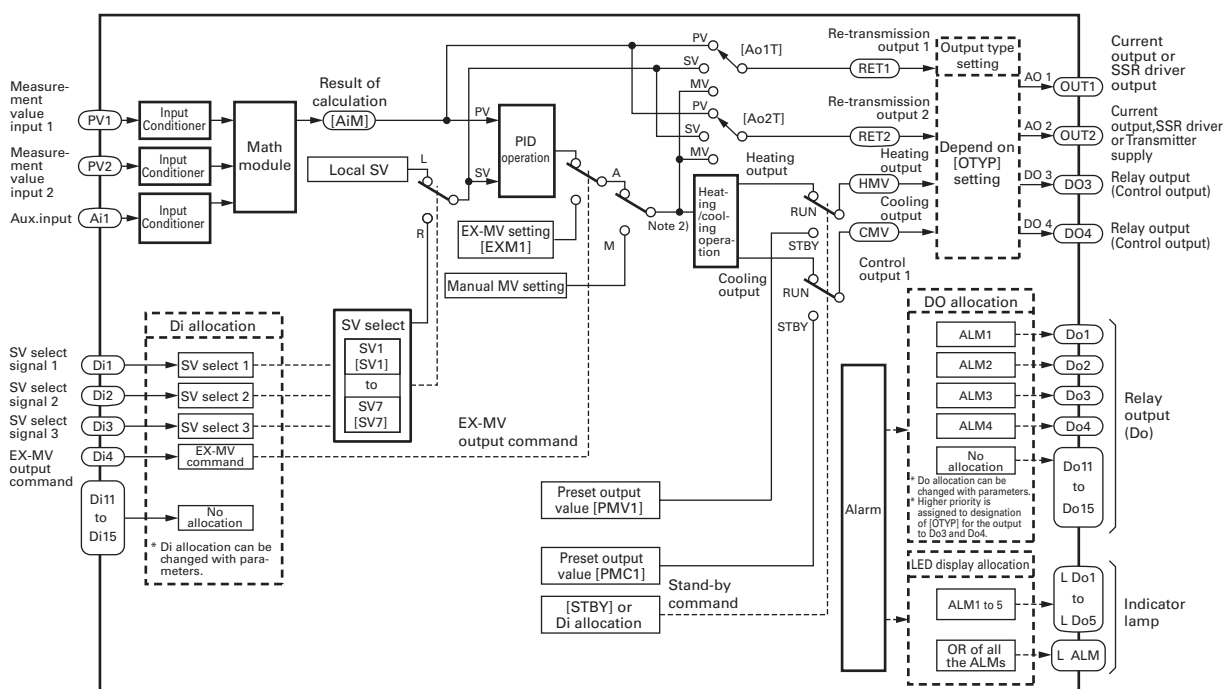 Measure-
ment
value
input 1
PV1
Input
Conditioner
Measure-
ment
value
input 2
PV2
Input
Conditioner
Aux.input
Ai1
Input
Conditioner
Math
module
Result of
calculation
[AiM]
Local SV
L
R
PV
SV
PID
operation
EX-MV setting
[EXM1]
Manual MV setting
A
M
Note 2)
PV
SV
MV
[Ao1T]
PV
SV
MV
[Ao2T]
Re-transmission
output 1
RET1
Re-transmission
output 2
RET2
Heating
output
Heat-
ing
/cool-
ing
opera-
tion
Cooling
output
RUN
STBY
RUN
STBY
Heating
output
HMV
Cooling
output
CMV
Control
output 1
Output type
setting
Depend on
[OTYP]
setting
AO 1
OUT1
Current
output or
SSR driver
output
AO 2
OUT2
Current
output,SSR driver
or Transmitter
supply
DO 3
DO3
Relay output
(Control output)
DO 4
DO4
Relay output
(Control output)
SV select
signal 1
Di1
SV select
signal 2
Di2
SV select
signal 3
Di3
EX-MV
output
command
Di4
Di11
to
Di15
Di allocation
SV select 1
SV select 2
SV select 3
EX-MV
command
No
allocation
* Di allocation can be
changed with para-
meters.
SV select
SV1
[SV1]
to
SV7
[SV7]
EX-MV
output command
Preset output
value [PMV1]
Preset output
value [PMC1]
Stand-by
command
[STBY] or
Di allocation
Alarm
DO allocation
ALM1
Do1
ALM2
Do2
ALM3
Do3
ALM4
Do4
No
allocation
Do11
to
Do15
* Do allocation can be
changed with parameters.
* Higher priority is
assigned to designation
of [OTYP] for the output
to Do3 and Do4.
Relay
output
(Do)
LED display allocation
ALM1 to 5
L Do1
to
L Do5
OR of all
the ALMs
L ALM
Indicator
lamp